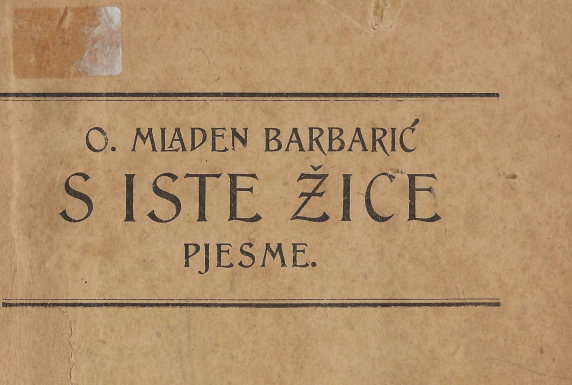 O. MLADEN BARBARIĆ
S ISTE ŽICE
PJESME.